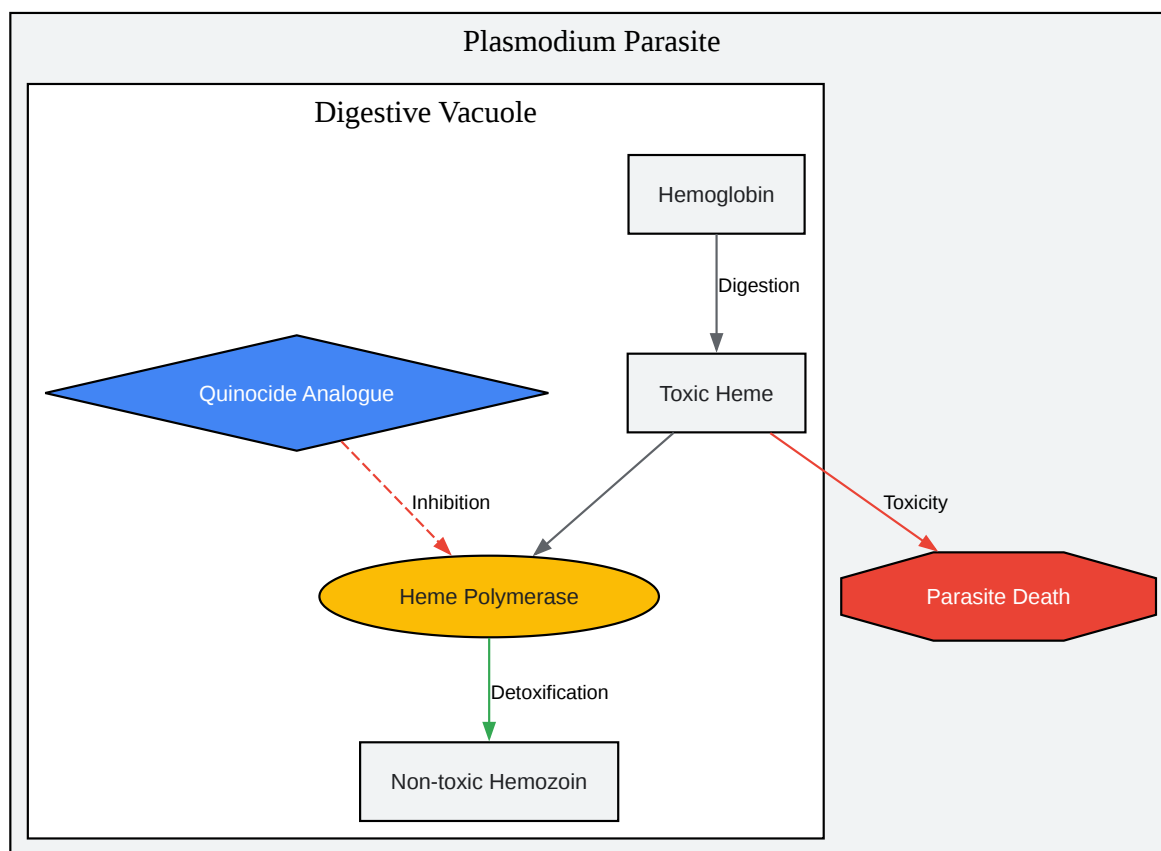 Plasmodium Parasite
Digestive Vacuole
Hemoglobin
Digestion
Quinocide Analogue
Toxic Heme
Inhibition
Toxicity
Heme Polymerase
Parasite Death
Detoxification
Non-toxic Hemozoin